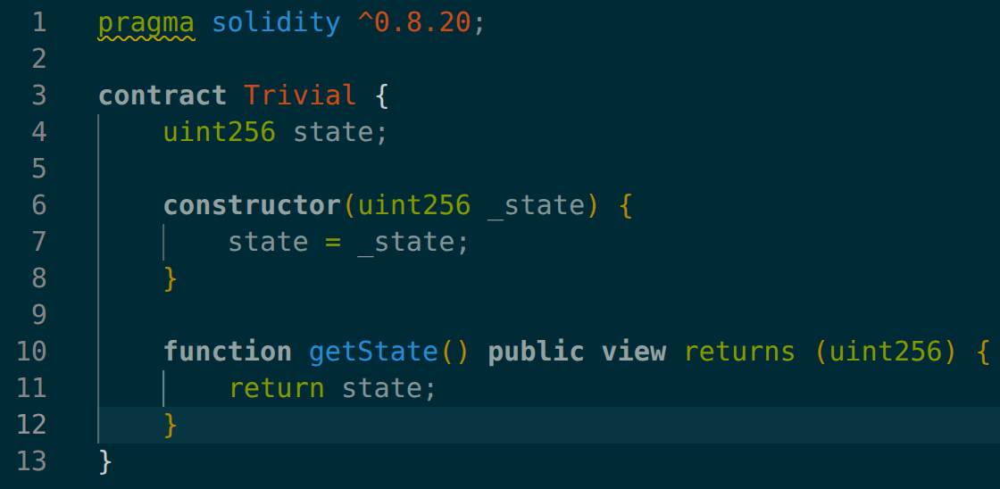 1 pragma solidity ^0.8.20;
2
3 contract Trivial {
4     uint256 state;
5
6     constructor(uint256 _state) {
7         state = _state;
8     }
9
10     function getState() public view returns (uint256) {
11         return state;
12     }
13 }